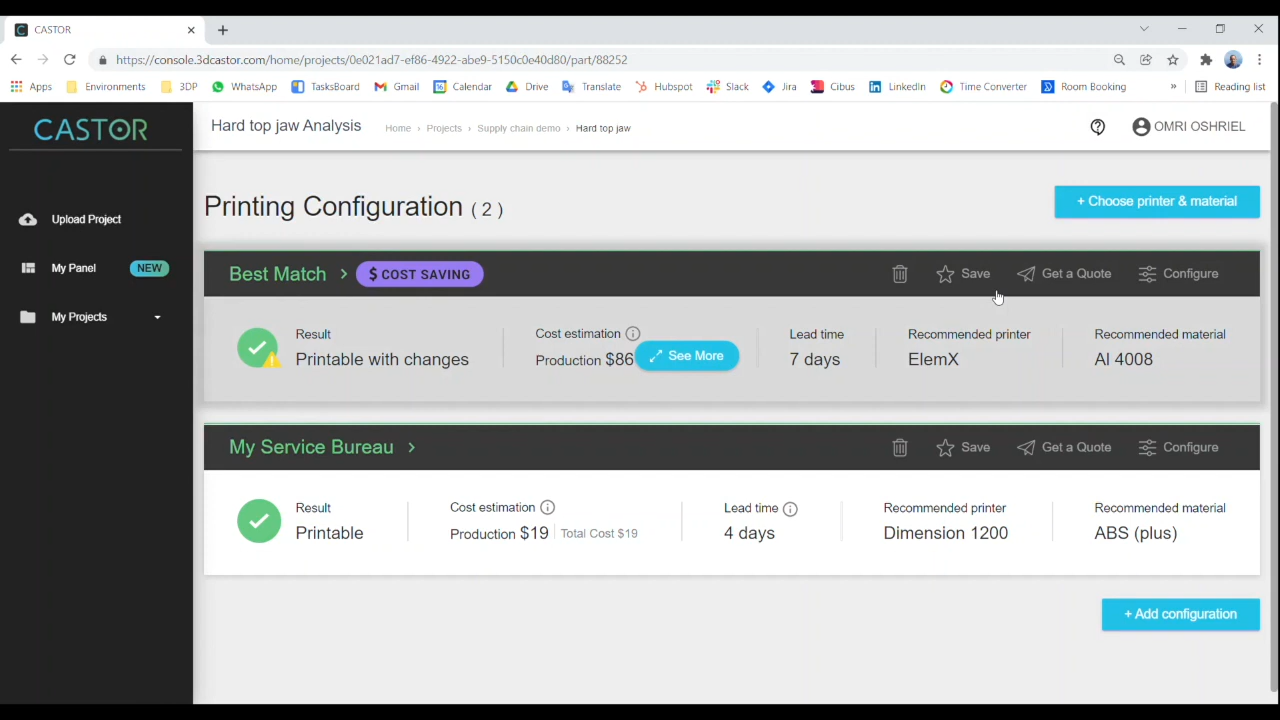 CASTOR
https://console.3dcastor.com/home/projects/0e021ad7-ef86-4922-abe9-5150c0e40d80/part/88252
Apps Environments 3DP WhatsApp TasksBoard Gmail Calendar Drive Translate Hubspot Slack Jira Cibus LinkedIn Time Converter Room Booking » Reading list
CASTOR
Hard top jaw Analysis Home › Projects › Supply chain demo › Hard top jaw OMRI OSHRIEL
Upload Project
My Panel NEW
My Projects
Printing Configuration ( 2 ) + Choose printer & material
Best Match $ COST SAVING Save Get a Quote Configure
Result Cost estimation Lead time Recommended printer Recommended material
Printable with changes Production $86 See More 7 days ElemX Al 4008
My Service Bureau Save Get a Quote Configure
Result Cost estimation Lead time Recommended printer Recommended material
Printable Production $19 Total Cost $19 4 days Dimension 1200 ABS (plus)
+ Add configuration